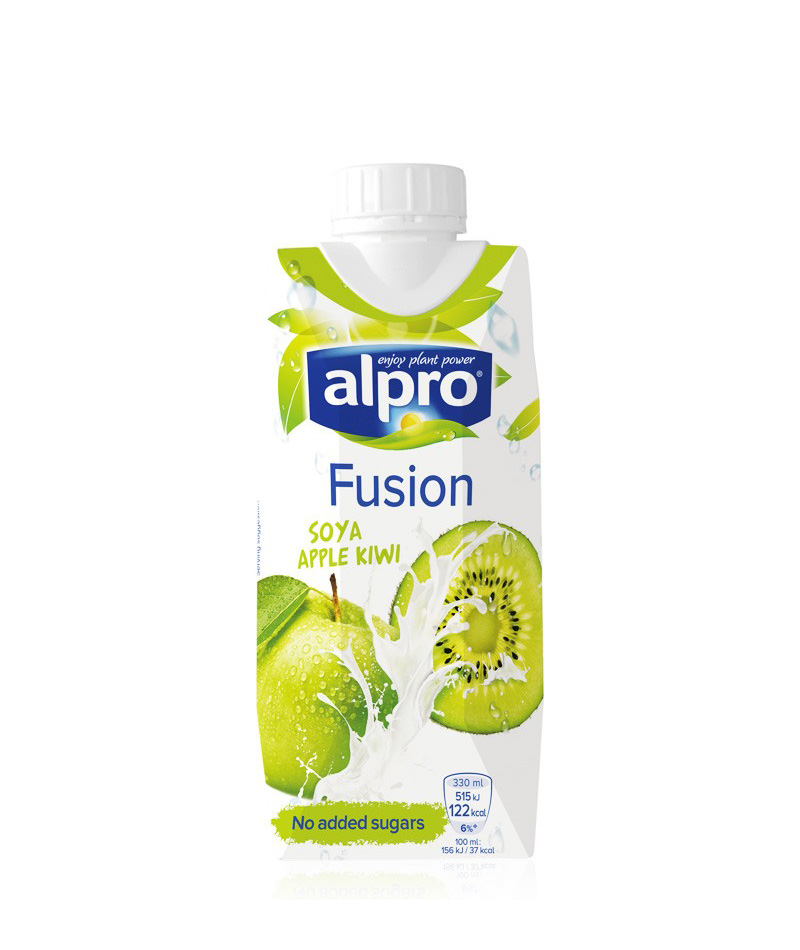 enjoy plant power
alpro®
Fusion
SOYA
APPLE KIWI
No added sugars
330 ml
515 kJ
122 kcal
6%*
100 ml:
156 kJ / 37 kcal